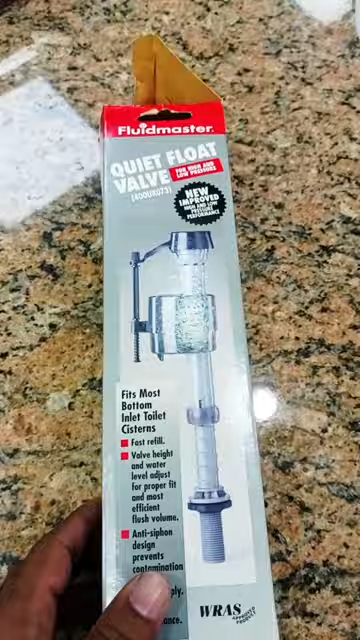 Fluidmaster.
QUIET FLOAT
VALVE FOR HIGH AND
LOW PRESSURE
NEW
IMPROVED
HIGH AND LOW
PRESSURE
PERFORMANCE
Fits Most
Bottom
Inlet Toilet
Cisterns
Fast refill.
Valve height
and water
level adjust
for proper fit
and most
efficient
flush volume.
Anti-siphon
design
prevents
contamination
WRAS APPROVED
PRODUCT